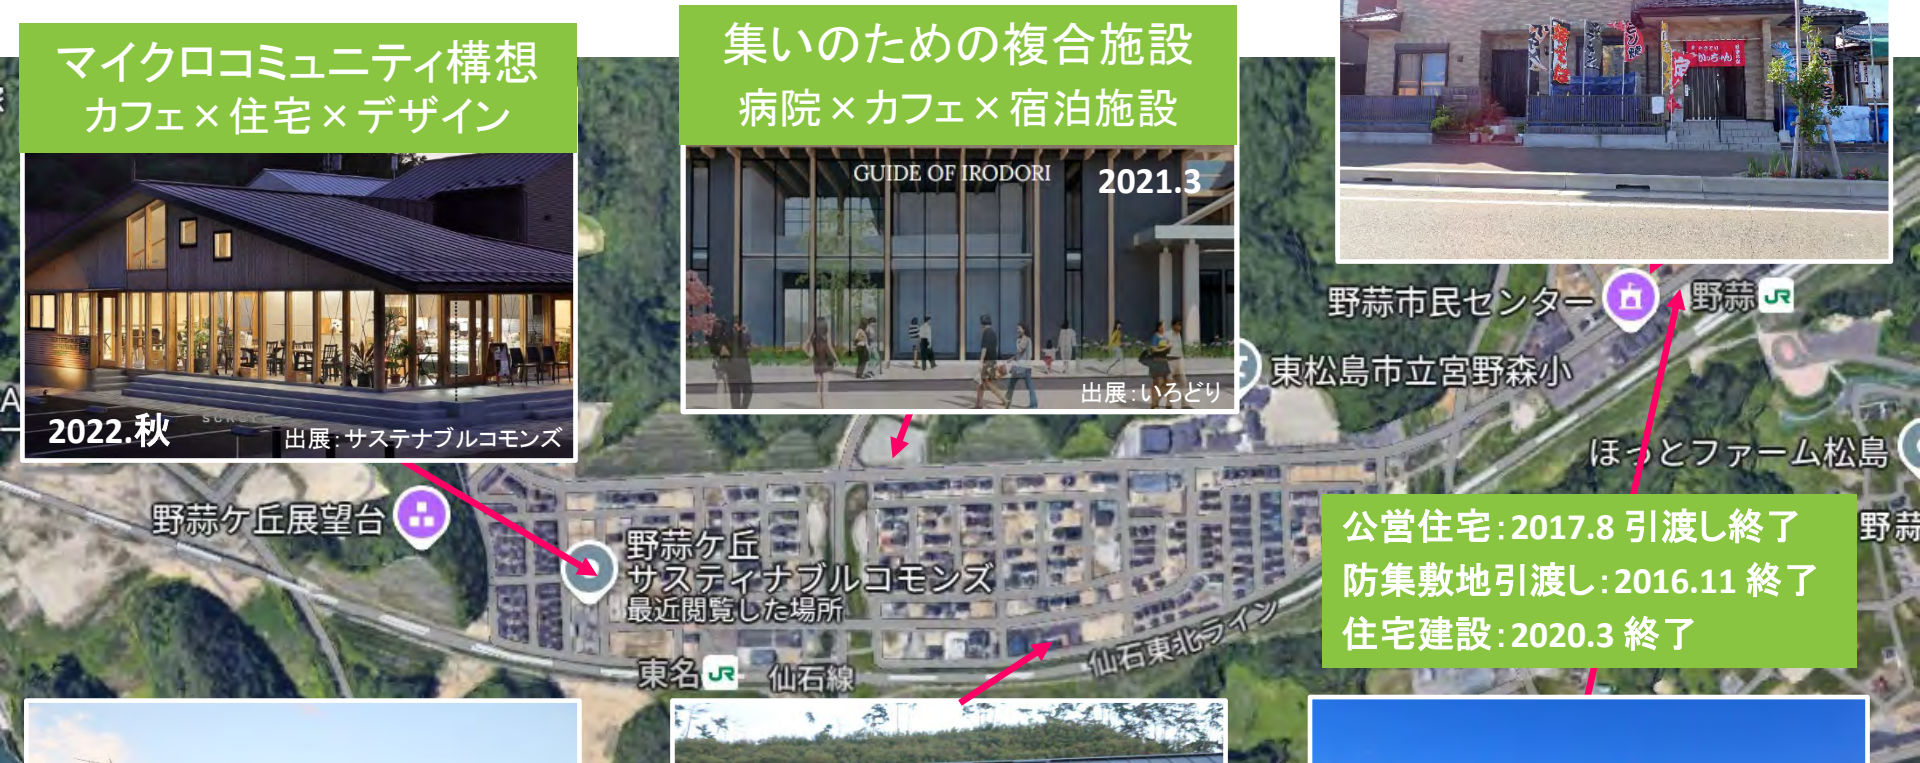 マイクロコミュニティ構想
カフェ×住宅×デザイン
2022.秋
出展：サステナブルコモンズ
集いのための複合施設
病院×カフェ×宿泊施設
GUIDE OF IRODORI
2021.3
出展：いろどり
野蒜市民センター
野蒜 JR
東松島市立宮野森小
ほっとファーム松島
野蒜ケ丘展望台
野蒜ケ丘
サスティナブルコモンズ
最近閲覧した場所
東名 JR 仙石線
仙石東北ライン
公営住宅：2017.8 引渡し終了
防集敷地引渡し：2016.11 終了
住宅建設：2020.3 終了
野蒜